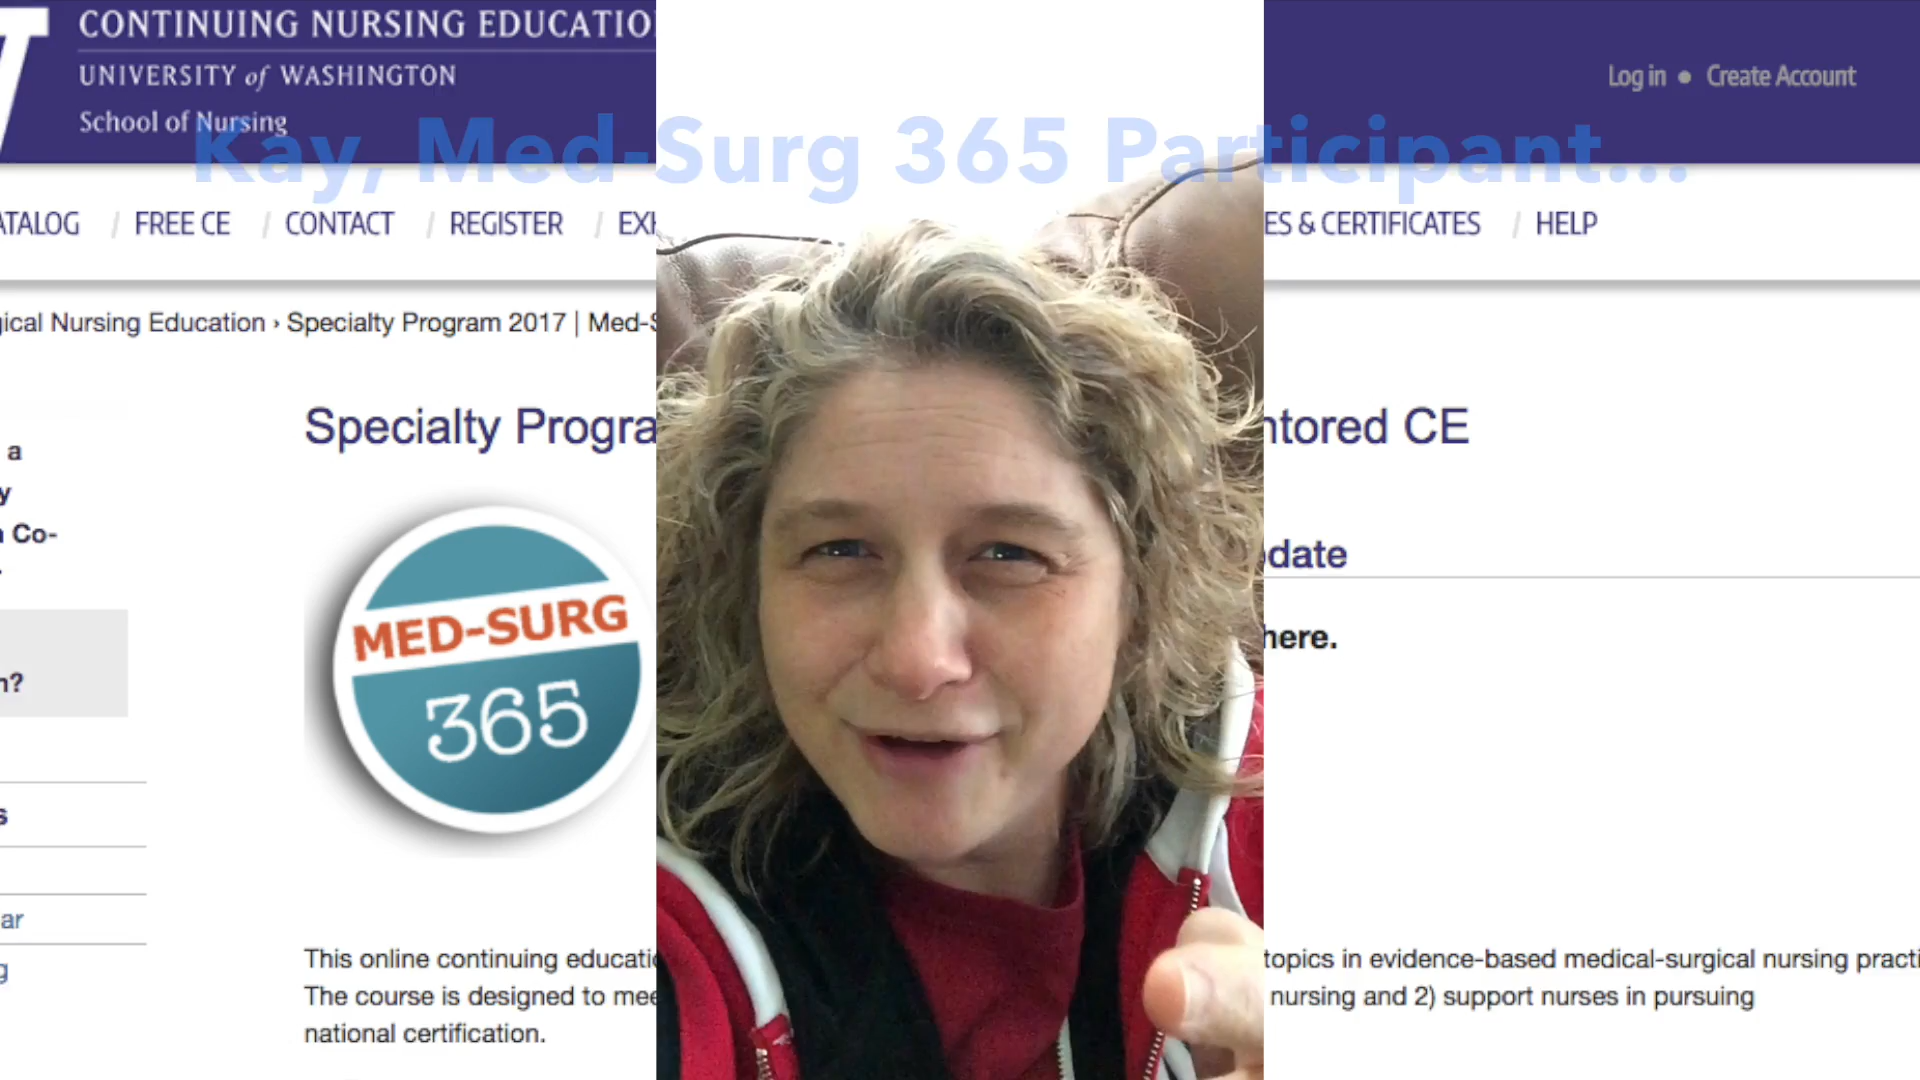 CONTINUING NURSING EDUCATIO
UNIVERSITY of WASHINGTON
School of Nursing
Log in • Create Account
Kay, Med-Surg 365 Participant...
ATALOG / FREE CE / CONTACT / REGISTER / EX
ES & CERTIFICATES / HELP
gical Nursing Education › Specialty Program 2017 | Med-S
Specialty Progra
ntored CE
a
y
n Co-
pdate
MED-SURG
365
here.
n?
s
ar
g
This online continuing educatio
topics in evidence-based medical-surgical nursing practi
The course is designed to mee
nursing and 2) support nurses in pursuing
national certification.